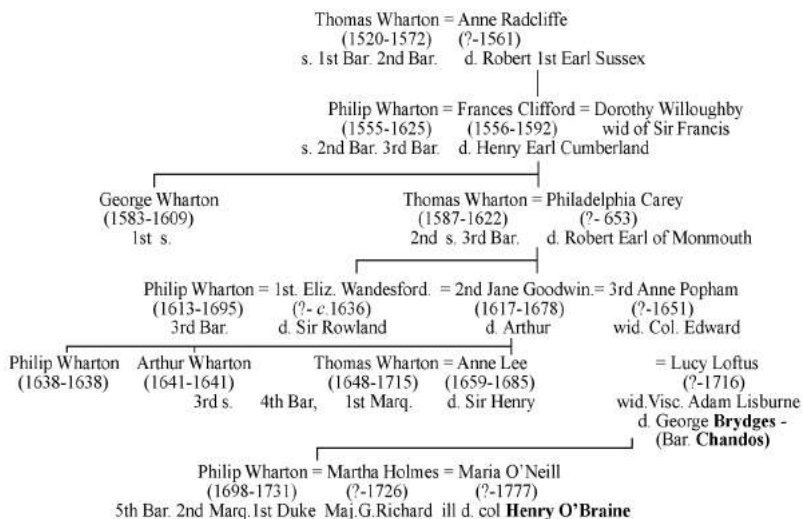 Thomas Wharton = Anne Radcliffe
(1520-1572) (?-1561)
s. 1st Bar. 2nd Bar. d. Robert 1st Earl Sussex
Philip Wharton = Frances Clifford = Dorothy Willoughby
(1555-1625) (1556-1592) wid of Sir Francis
s. 2nd Bar. 3rd Bar. d. Henry Earl Cumberland
George Wharton Thomas Wharton = Philadelphia Carey
(1583-1609) (1587-1622) (?- 653)
1st s. 2nd s. 3rd Bar. d. Robert Earl of Monmouth
Philip Wharton = 1st. Eliz. Wandesford. = 2nd Jane Goodwin.= 3rd Anne Popham
(1613-1695) (?- c.1636) (1617-1678) (?-1651)
3rd Bar. d. Sir Rowland d. Arthur wid. Col. Edward
Philip Wharton Arthur Wharton Thomas Wharton = Anne Lee = Lucy Loftus
(1638-1638) (1641-1641) (1648-1715) (1659-1685) (?-1716)
3rd s. 4th Bar, 1st Marq. d. Sir Henry wid.Visc. Adam Lisburne
d. George Brydges -
(Bar. Chandos)
Philip Wharton = Martha Holmes = Maria O'Neill
(1698-1731) (?-1726) (?-1777)
5th Bar. 2nd Marq.1st Duke Maj.G.Richard ill d. col Henry O'Braine